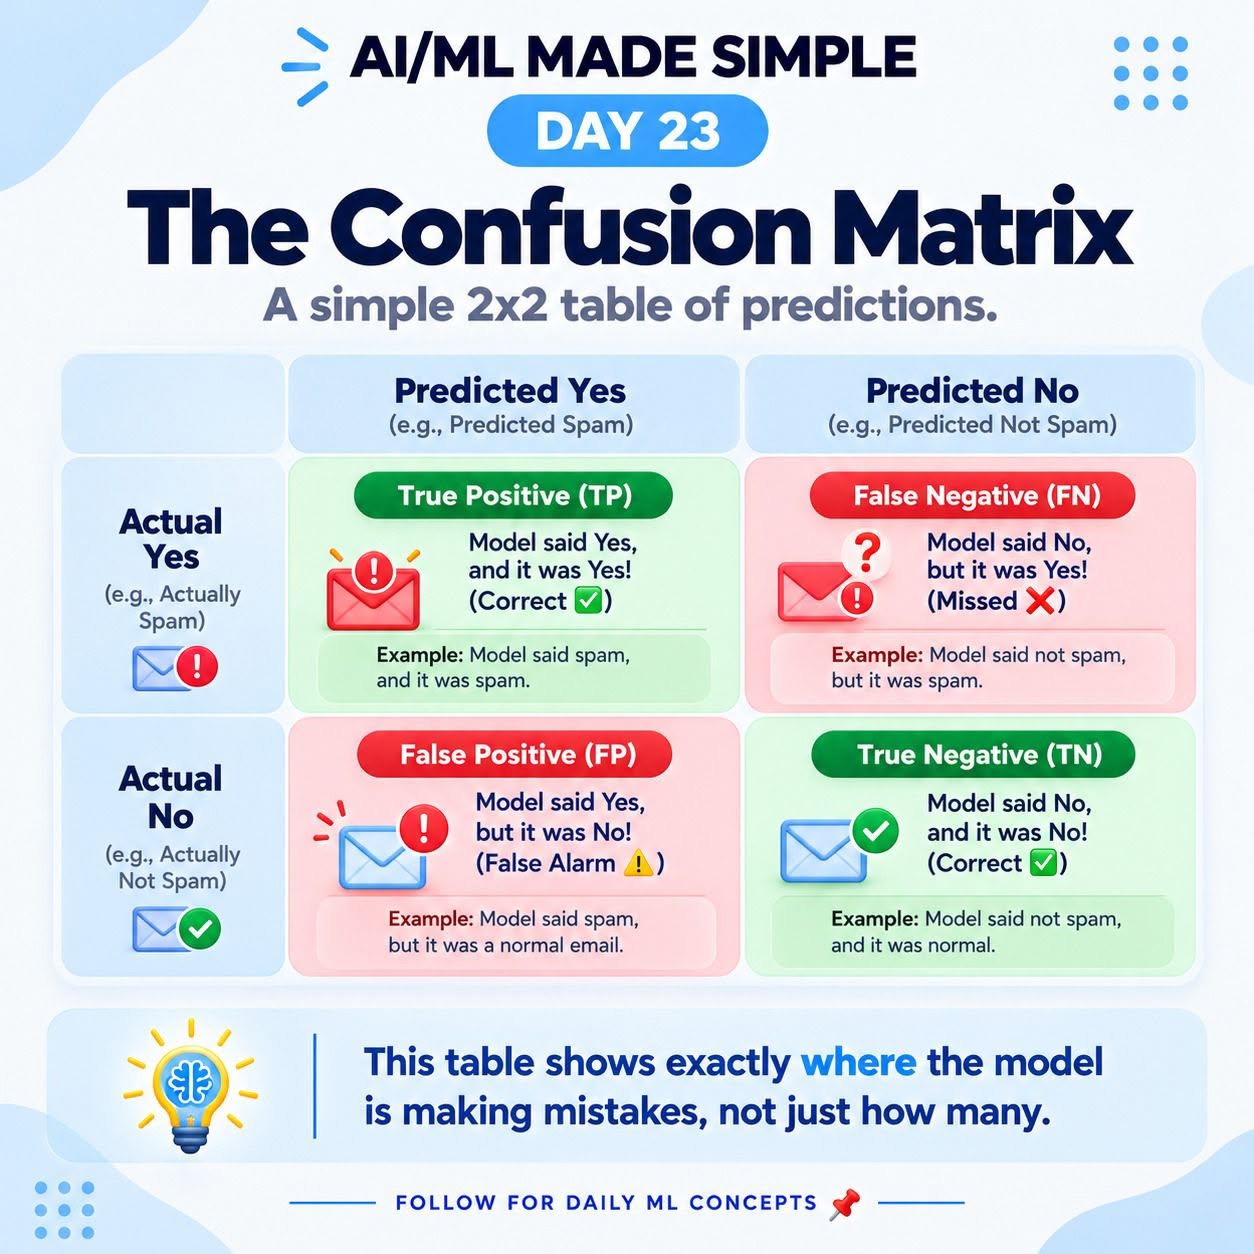 AI/ML MADE SIMPLE
DAY 23
The Confusion Matrix
A simple 2x2 table of predictions.
Predicted Yes
(e.g., Predicted Spam)
Predicted No
(e.g., Predicted Not Spam)
Actual
Yes
(e.g., Actually
Spam)
True Positive (TP)
Model said Yes,
and it was Yes!
(Correct ✅)
Example: Model said spam,
and it was spam.
False Negative (FN)
Model said No,
but it was Yes!
(Missed ❌)
Example: Model said not spam,
but it was spam.
Actual
No
(e.g., Actually
Not Spam)
False Positive (FP)
Model said Yes,
but it was No!
(False Alarm ⚠️)
Example: Model said spam,
but it was a normal email.
True Negative (TN)
Model said No,
and it was No!
(Correct ✅)
Example: Model said not spam,
and it was normal.
This table shows exactly where the model
is making mistakes, not just how many.
FOLLOW FOR DAILY ML CONCEPTS 📌